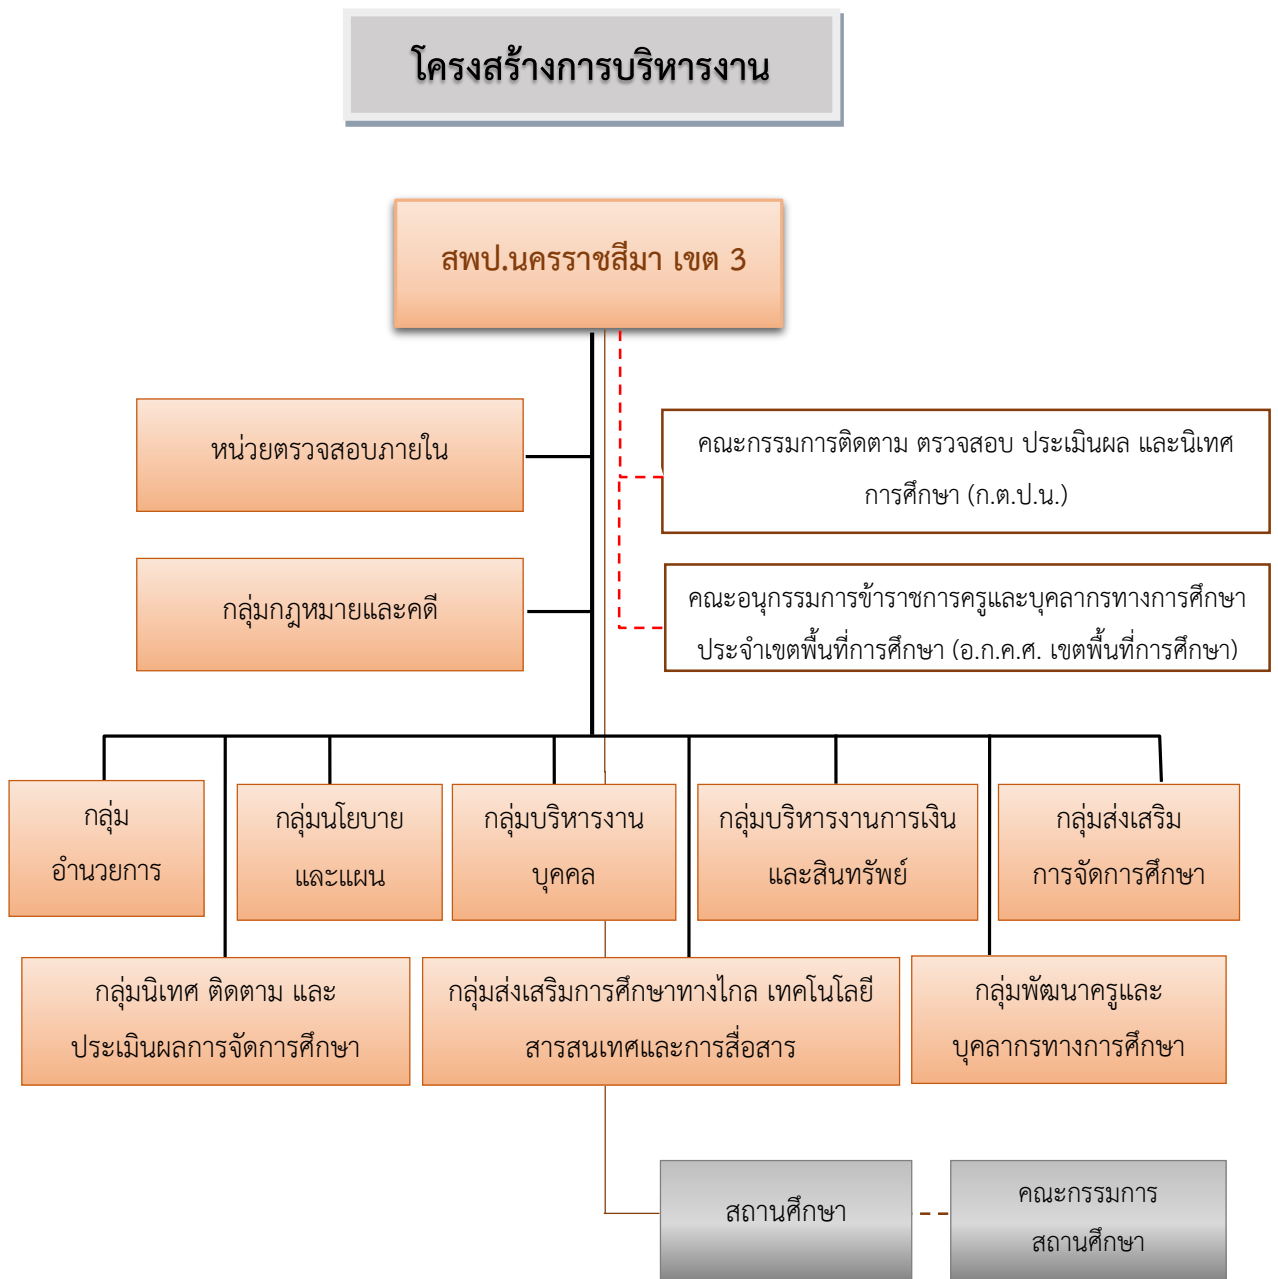 โครงสร้างการบริหารงาน
สพป.นครราชสีมา เขต 3
หน่วยตรวจสอบภายใน
คณะกรรมการติดตาม ตรวจสอบ ประเมินผล และนิเทศ
การศึกษา (ก.ต.ป.น.)
กลุ่มกฎหมายและคดี
คณะอนุกรรมการข้าราชการครูและบุคลากรทางการศึกษา
ประจำเขตพื้นที่การศึกษา (อ.ก.ค.ศ. เขตพื้นที่การศึกษา)
กลุ่ม
อำนวยการ
กลุ่มนโยบาย
และแผน
กลุ่มบริหารงาน
บุคคล
กลุ่มบริหารงานการเงิน
และสินทรัพย์
กลุ่มส่งเสริม
การจัดการศึกษา
กลุ่มนิเทศ ติดตาม และ
ประเมินผลการจัดการศึกษา
กลุ่มส่งเสริมการศึกษาทางไกล เทคโนโลยี
สารสนเทศและการสื่อสาร
กลุ่มพัฒนาครูและ
บุคลากรทางการศึกษา
สถานศึกษา
คณะกรรมการ
สถานศึกษา